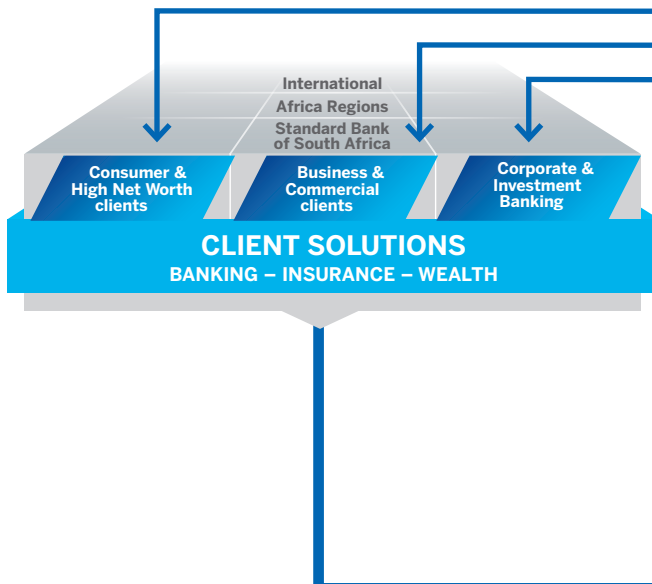 International
Africa Regions
Standard Bank
of South Africa
Consumer &
High Net Worth
clients
Business &
Commercial
clients
Corporate &
Investment
Banking
CLIENT SOLUTIONS
BANKING – INSURANCE – WEALTH